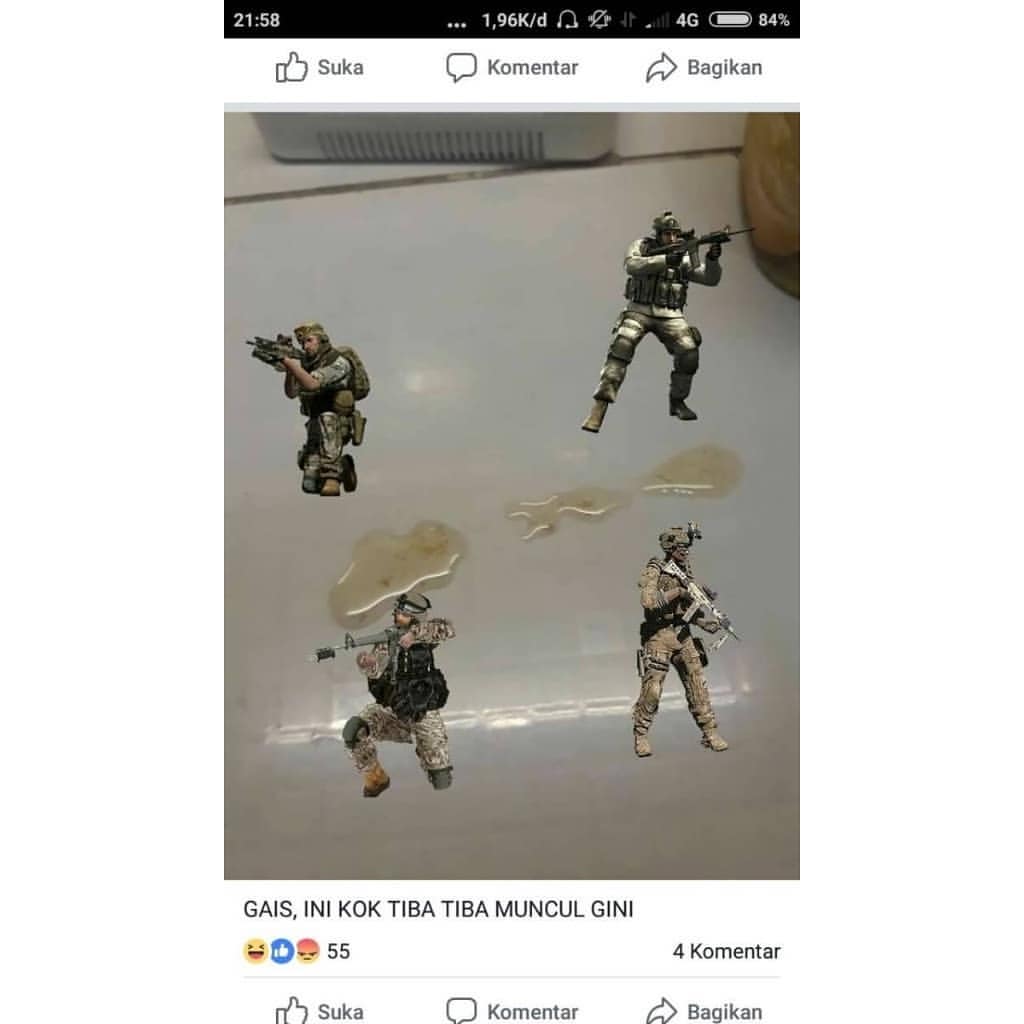 21:58 ... 1,96K/d 4G 84%
Suka Komentar Bagikan
GAIS, INI KOK TIBA TIBA MUNCUL GINI
55 4 Komentar
Suka Komentar Bagikan